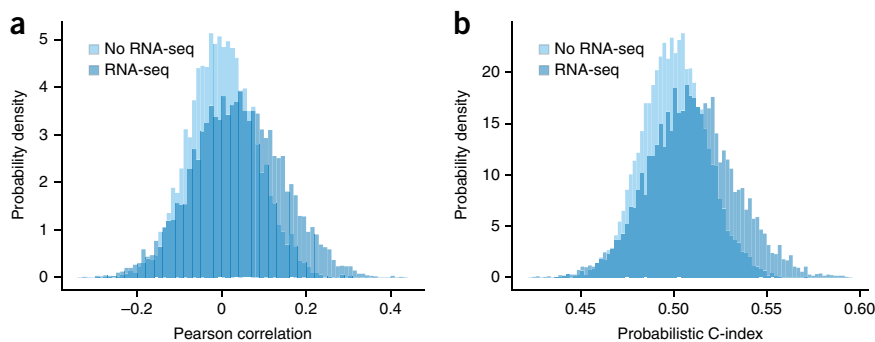 a
No RNA-seq
RNA-seq
Probability density
5
4
3
2
1
0
−0.2
0
0.2
0.4
Pearson correlation
b
No RNA-seq
RNA-seq
Probability density
20
15
10
5
0
0.45
0.50
0.55
0.60
Probabilistic C-index